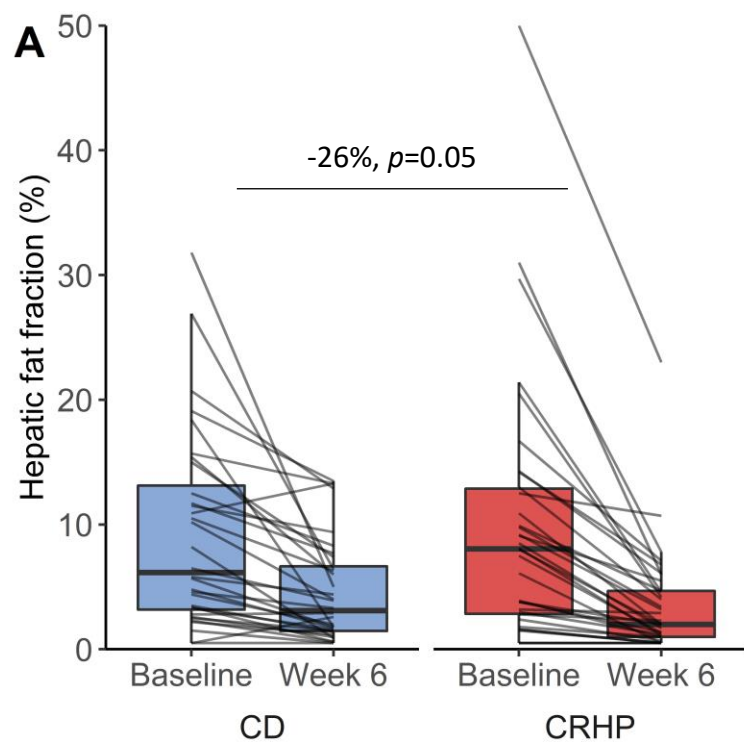 A
50
40
30
20
10
0
Hepatic fat fraction (%)
-26%, p=0.05
Baseline Week 6 Baseline Week 6
CD CRHP